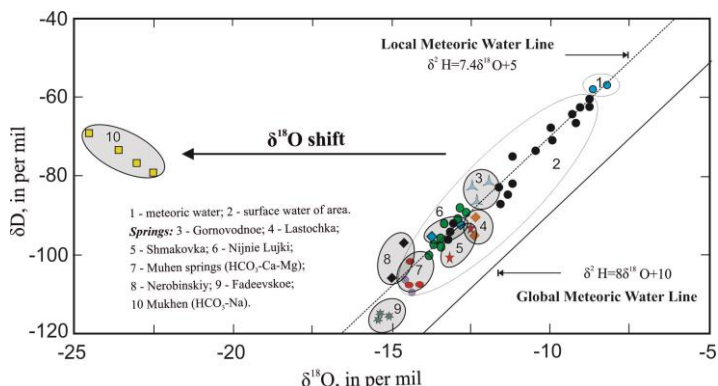 -40
-60
-80
-100
-120
δD, in per mil
-25
-20
-15
-10
-5
δ¹⁸O, in per mil
Local Meteoric Water Line
δ² H=7.4δ¹⁸O+5
1
10
δ¹⁸O shift
2
3
6
4
5
8
7
9
1 - meteoric water; 2 - surface water of area.
Springs: 3 - Gornovodnoe; 4 - Lastochka;
5 - Shmakovka; 6 - Nijnie Lujki;
7 - Muhen springs (HCO₃-Ca-Mg);
8 - Nerobinskiy; 9 - Fadeevskoe;
10 Mukhen (HCO₃-Na).
δ² H=8δ¹⁸O+10
Global Meteoric Water Line